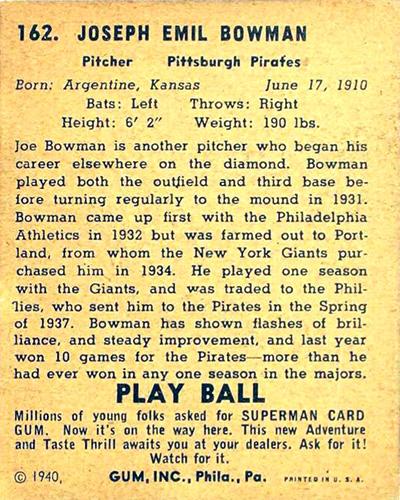 162. JOSEPH EMIL BOWMAN
Pitcher Pittsburgh Pirates
Born: Argentine, Kansas June 17, 1910
Bats: Left Throws: Right
Height: 6' 2" Weight: 190 lbs.
Joe Bowman is another pitcher who began his
career elsewhere on the diamond. Bowman
played both the outfield and third base be-
fore turning regularly to the mound in 1931.
Bowman came up first with the Philadelphia
Athletics in 1932 but was farmed out to Port-
land, from whom the New York Giants pur-
chased him in 1934. He played one season
with the Giants, and was traded to the Phil-
lies, who sent him to the Pirates in the Spring
of 1937. Bowman has shown flashes of bril-
liance, and steady improvement, and last year
won 10 games for the Pirates—more than he
had ever won in any one season in the majors.
PLAY BALL
Millions of young folks asked for SUPERMAN CARD
GUM. Now it's on the way here. This new Adventure
and Taste Thrill awaits you at your dealers. Ask for it!
Watch for it.
© 1940, GUM, INC., Phila., Pa. PRINTED IN U.S.A.